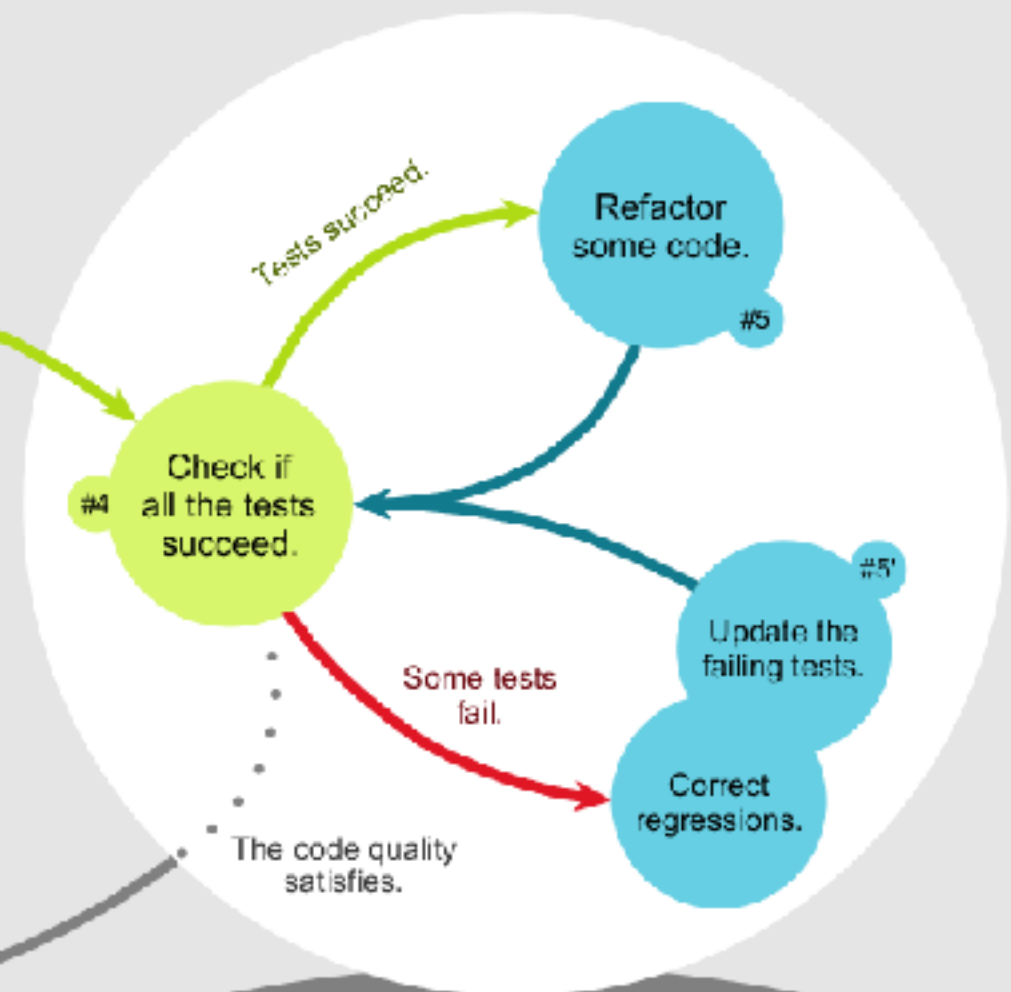 Tests succeed.
Refactor
some code.
#5
Check if
all the tests
succeed.
#4
#5'
Update the
failing tests.
Some tests
fail.
Correct
regressions.
The code quality
satisfies.